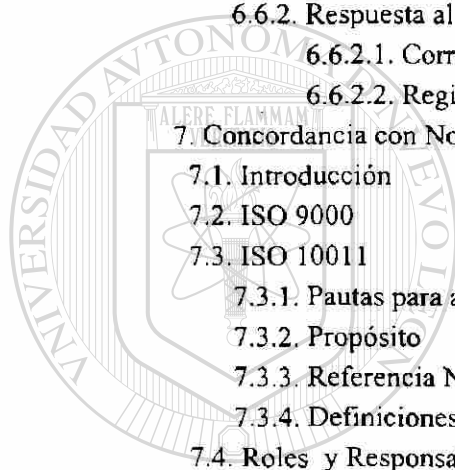 6.6.2. Respuesta al
6.6.2.1. Corr
6.6.2.2. Regi
7. Concordancia con No
7.1. Introducción
7.2. ISO 9000
7.3. ISO 10011
7.3.1. Pautas para a
7.3.2. Propósito
7.3.3. Referencia N
7.3.4. Definiciones
7.4. Roles y Responsa
UNIVERSIDAD AVTONOMA DE NVEVO LEÓN
ALERE FLAMMAM